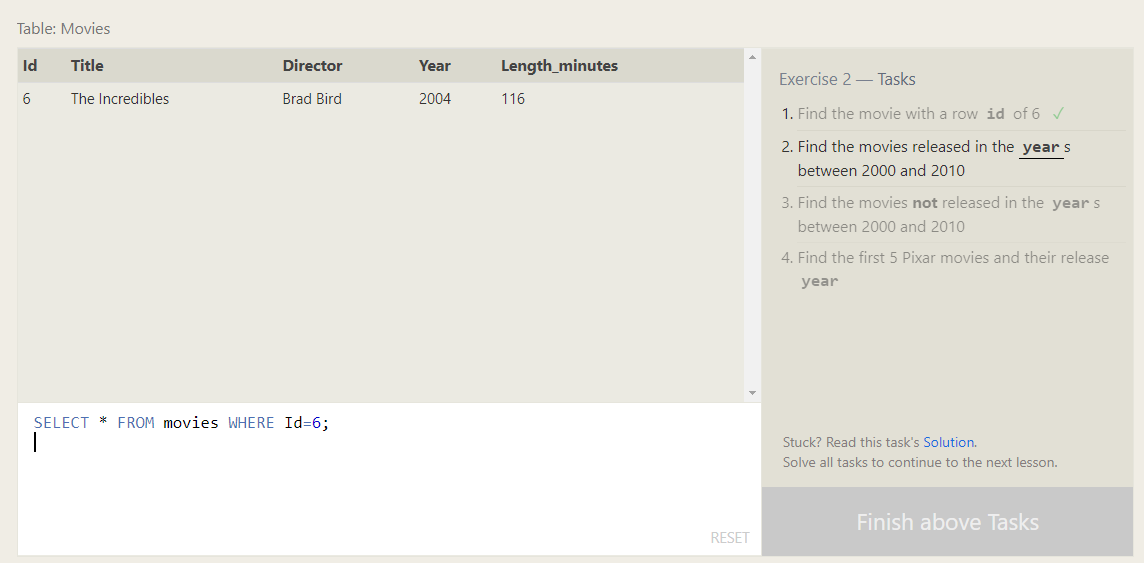 Table: Movies
Id Title Director Year Length_minutes
6 The Incredibles Brad Bird 2004 116
SELECT * FROM movies WHERE Id=6;
RESET
Exercise 2 — Tasks
1. Find the movie with a row id of 6 ✓
2. Find the movies released in the year s
between 2000 and 2010
3. Find the movies not released in the year s
between 2000 and 2010
4. Find the first 5 Pixar movies and their release
year
Stuck? Read this task's Solution.
Solve all tasks to continue to the next lesson.
Finish above Tasks